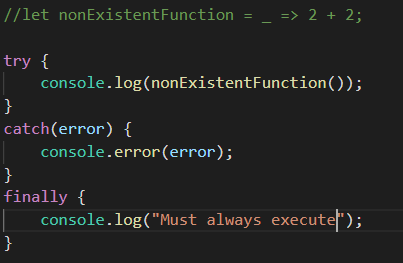 //let nonExistentFunction = _ => 2 + 2;
try {
console.log(nonExistentFunction());
}
catch(error) {
console.error(error);
}
finally {
console.log("Must always execute");
}